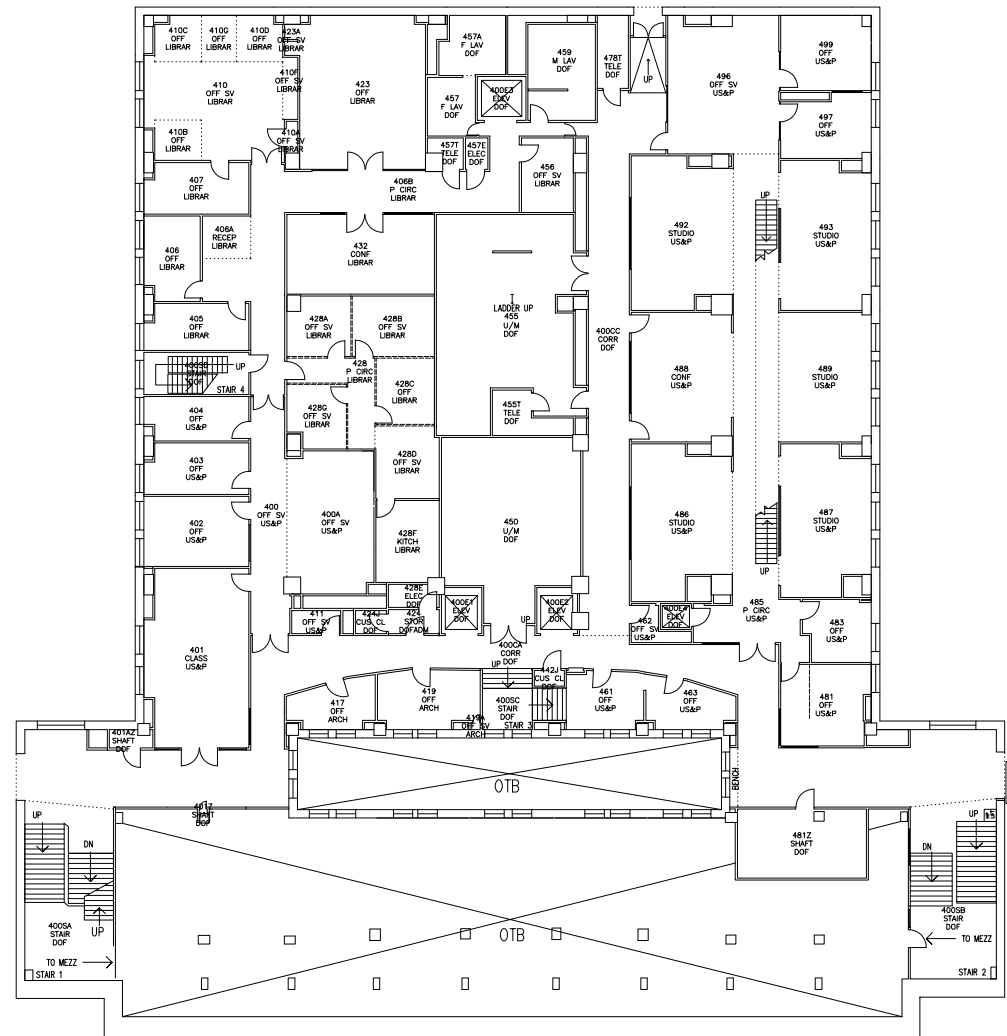 410C
OFF
LIBRAR
410G
OFF
LIBRAR
410D
OFF
LIBRAR
423A
OFF SV
LIBRAR
457A
F LAV
DOF
459
M LAV
DOF
478T
TELE
DOF
UP
496
OFF SV
US&P
499
OFF
US&P
410
OFF SV
LIBRAR
410F
OFF SV
LIBRAR
423
OFF
LIBRAR
457
F LAV
DOF
400E3
ELEV
DOF
497
OFF
US&P
410B
OFF
LIBRAR
410A
OFF SV
LIBRAR
457T
TELE
DOF
457E
ELEC
DOF
456
OFF SV
LIBRAR
407
OFF
LIBRAR
406B
P CIRC
LIBRAR
UP
406
OFF
LIBRAR
406A
RECEP
LIBRAR
432
CONF
LIBRAR
492
STUDIO
US&P
493
STUDIO
US&P
LADDER UP
455
U/M
DOF
405
OFF
LIBRAR
428A
OFF SV
LIBRAR
428B
OFF SV
LIBRAR
400CC
CORR
DOF
STAIR
DOF
UP
STAIR 4
428
P CIRC
LIBRAR
428C
OFF
LIBRAR
488
CONF
US&P
489
STUDIO
US&P
404
OFF
US&P
428G
OFF SV
LIBRAR
455T
TELE
DOF
403
OFF
US&P
428D
OFF SV
LIBRAR
402
OFF
US&P
400
OFF SV
US&P
400A
OFF SV
US&P
428F
KITCH
LIBRAR
450
U/M
DOF
486
STUDIO
US&P
487
STUDIO
US&P
UP
428E
ELEC
DOF
411
OFF SV
US&P
424J
CUS CL
DOF
424
STOR
DOFADM
400E1
ELEV
DOF
UP
400E2
ELEV
DOF
462
OFF SV
US&P
400E4
ELEV
DOF
485
P CIRC
US&P
483
OFF
US&P
401
CLASS
US&P
400CA
CORR
DOF
UP
442J
CUS CL
DOF
417
OFF
ARCH
419
OFF
ARCH
400SC
STAIR
DOF
STAIR 3
461
OFF
US&P
463
OFF
US&P
481
OFF
US&P
419A
OFF SV
ARCH
401AZ
SHAFT
DOF
OTB
BENCH
401Z
SHAFT
DOF
UP
DN
UP
481Z
SHAFT
DOF
UP
DN
400SA
STAIR
DOF
TO MEZZ
STAIR 1
OTB
400SB
STAIR
DOF
TO MEZZ
STAIR 2